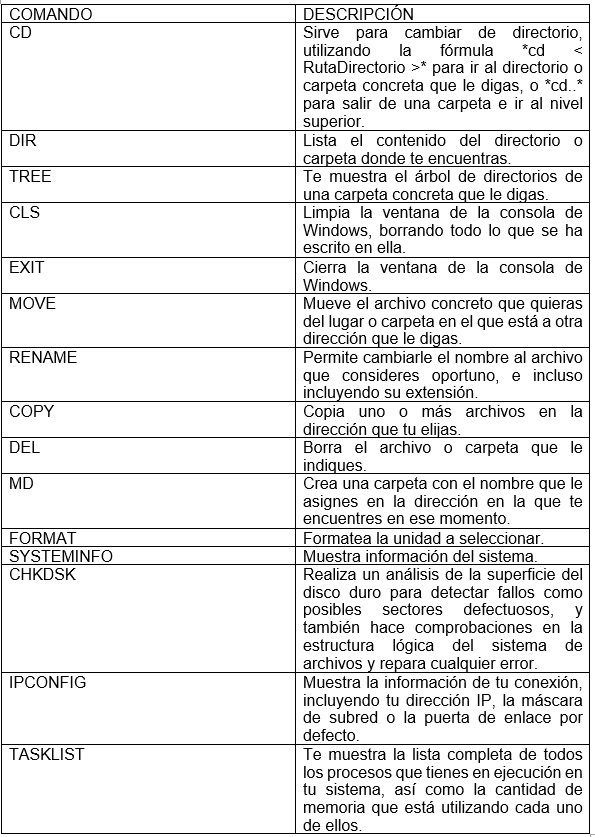 COMANDO
DESCRIPCIÓN
CD
Sirve para cambiar de directorio,
utilizando la fórmula *cd <
RutaDirectorio >* para ir al directorio o
carpeta concreta que le digas, o *cd..*
para salir de una carpeta e ir al nivel
superior.
DIR
Lista el contenido del directorio o
carpeta donde te encuentras.
TREE
Te muestra el árbol de directorios de
una carpeta concreta que le digas.
CLS
Limpia la ventana de la consola de
Windows, borrando todo lo que se ha
escrito en ella.
EXIT
Cierra la ventana de la consola de
Windows.
MOVE
Mueve el archivo concreto que quieras
del lugar o carpeta en el que está a otra
dirección que le digas.
RENAME
Permite cambiarle el nombre al archivo
que consideres oportuno, e incluso
incluyendo su extensión.
COPY
Copia uno o más archivos en la
dirección que tu elijas.
DEL
Borra el archivo o carpeta que le
indiques.
MD
Crea una carpeta con el nombre que le
asignes en la dirección en la que te
encuentres en ese momento.
FORMAT
Formatea la unidad a seleccionar.
SYSTEMINFO
Muestra información del sistema.
CHKDSK
Realiza un análisis de la superficie del
disco duro para detectar fallos como
posibles sectores defectuosos, y
también hace comprobaciones en la
estructura lógica del sistema de
archivos y repara cualquier error.
IPCONFIG
Muestra la información de tu conexión,
incluyendo tu dirección IP, la máscara
de subred o la puerta de enlace por
defecto.
TASKLIST
Te muestra la lista completa de todos
los procesos que tienes en ejecución en
tu sistema, así como la cantidad de
memoria que está utilizando cada uno
de ellos.